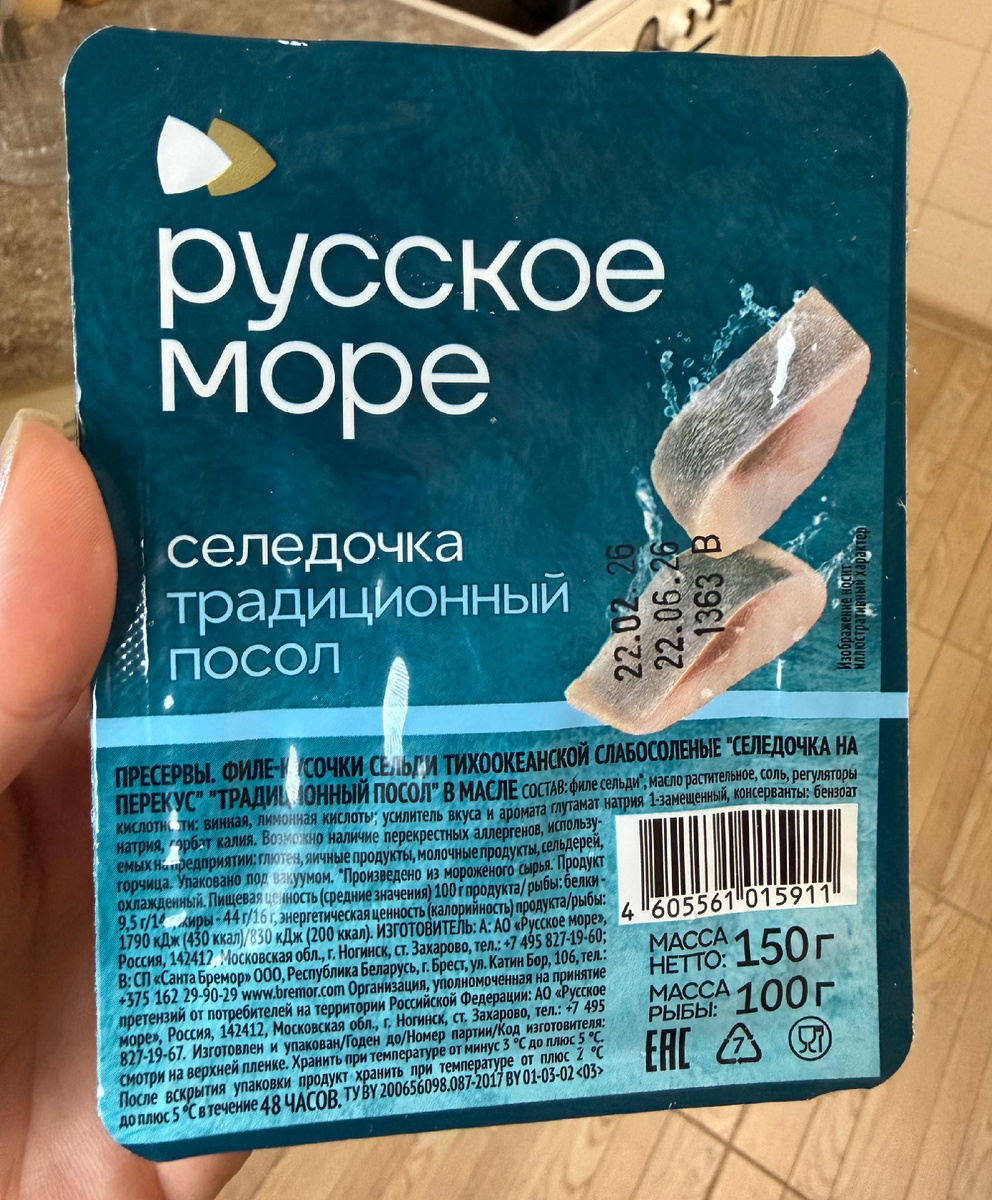 русское
море
селедочка
традиционный
посол
22.02 26
22.06.26
1363 В
Изображение носит
иллюстративный характер
ПРЕСЕРВЫ. ФИЛЕ-КУСОЧКИ СЕЛЬДИ ТИХООКЕАНСКОЙ СЛАБОСОЛЕНЫЕ "СЕЛЕДОЧКА НА
ПЕРЕКУС" "ТРАДИЦИОННЫЙ ПОСОЛ" В МАСЛЕ СОСТАВ: филе сельди*, масло растительное, соль, регуляторы
кислотности: винная, лимонная кислоты; усилитель вкуса и аромата глутамат натрия 1-замещенный, консерванты: бензоат
натрия, сорбат калия. Возможно наличие перекрестных аллергенов, использу-
емых на предприятии: глютен, яичные продукты, молочные продукты, сельдерей,
горчица. Упаковано под вакуумом. *Произведено из мороженого сырья. Продукт
охлажденный. Пищевая ценность (средние значения) 100 г продукта/ рыбы: белки -
9,5 г/14 жиры - 44 г/16 г, энергетическая ценность (калорийность) продукта/рыбы:
1790 кДж (430 ккал)/830 кДж (200 ккал). ИЗГОТОВИТЕЛЬ: А: АО «Русское море»,
Россия, 142412, Московская обл., г. Ногинск, ст. Захарово, тел.: +7 495 827-19-60;
В: СП «Санта Бремор» ООО, Республика Беларусь, г. Брест, ул. Катин Бор, 106, тел.:
+375 162 29-90-29 www.bremor.com Организация, уполномоченная на принятие
претензий от потребителей на территории Российской Федерации: АО «Русское
море», Россия, 142412, Московская обл., г. Ногинск, ст. Захарово, тел.: +7 495
827-19-67. Изготовлен и упакован/Годен до/Номер партии/Код изготовителя:
смотри на верхней пленке. Хранить при температуре от минус 3 °С до плюс 5 °С.
После вскрытия упаковки продукт хранить при температуре от плюс 2 °С
до плюс 5 °С в течение 48 ЧАСОВ. ТУ BY 200656098.087-2017 BY 01-03-02 <03>
4 605561 015911
МАССА НЕТТО: 150 г
МАССА РЫБЫ: 100 г
ЕАС
7